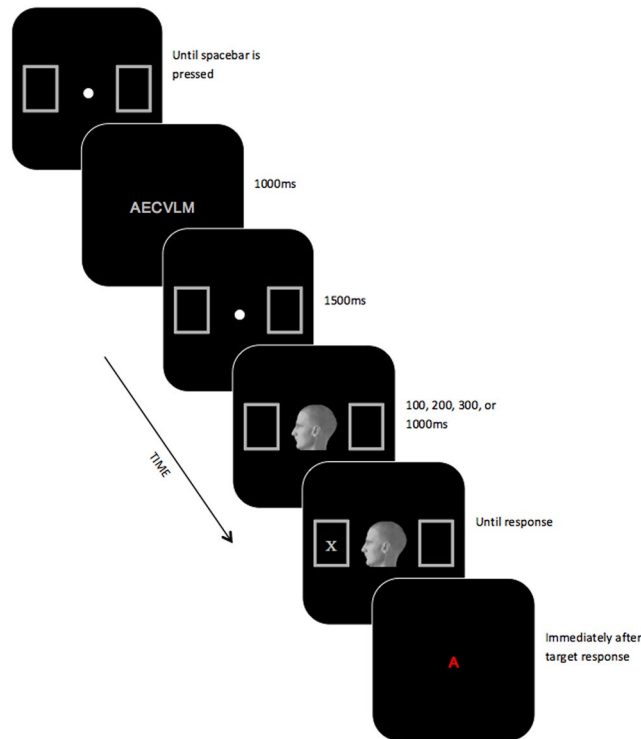 Until spacebar is
pressed
1000ms
AECVLM
1500ms
100, 200, 300, or
1000ms
TIME
Until response
X
Immediately after
target response
A